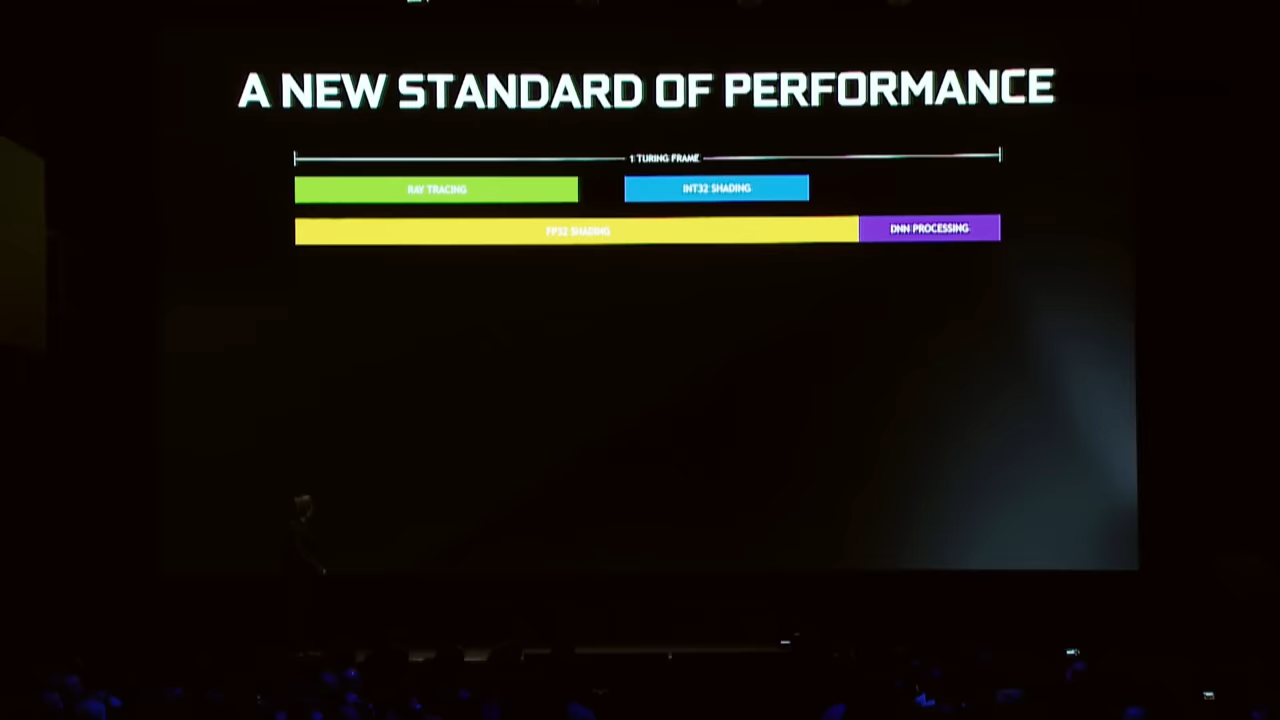 A NEW STANDARD OF PERFORMANCE
1 TURING FRAME
RAY TRACING
INT32 SHADING
FP32 SHADING
DNN PROCESSING